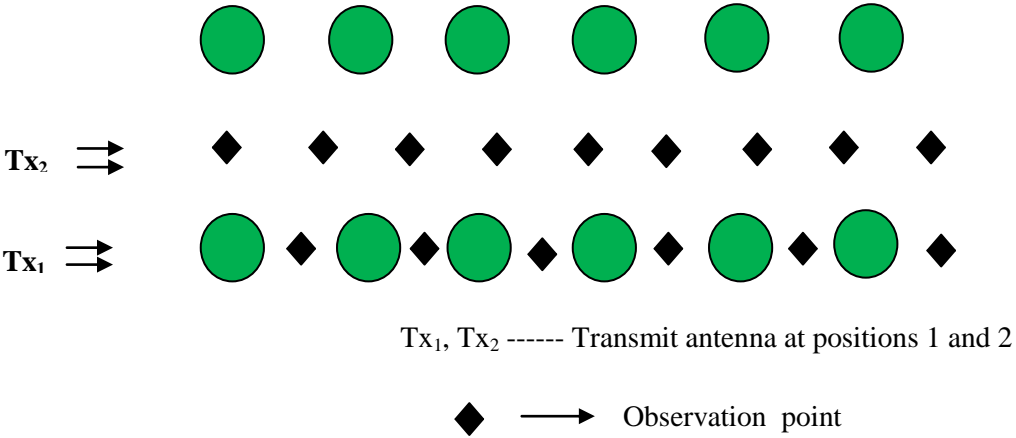 Tx₂
Tx₁
Tx₁, Tx₂ ------ Transmit antenna at positions 1 and 2
Observation point